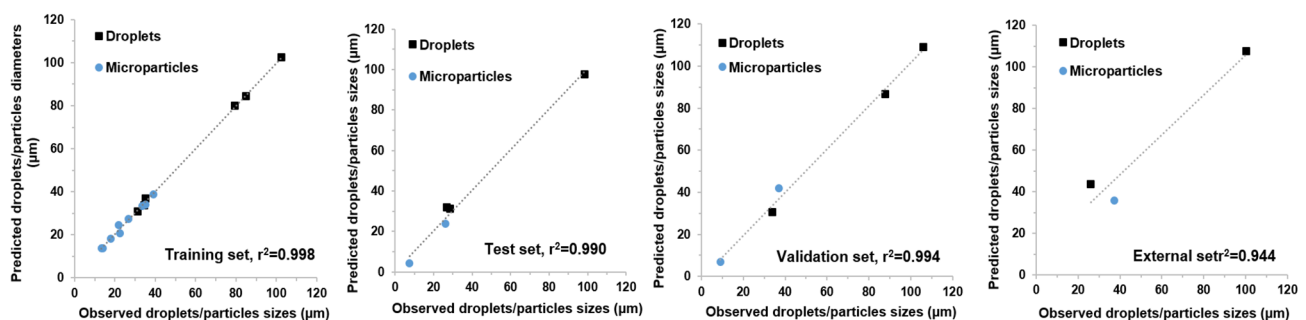 Predicted droplets/particles diameters
(µm)
120
100
80
60
40
20
0
Droplets
Microparticles
Training set, r²=0.998
0 20 40 60 80 100 120
Observed droplets/particles sizes (µm)
Predicted droplets/particles sizes (µm)
120
100
80
60
40
20
0
Droplets
Microparticles
Test set, r²=0.990
0 20 40 60 80 100 120
Observed droplets/particles sizes (µm)
Predicted droplets/particles sizes (µm)
120
100
80
60
40
20
0
Droplets
Microparticles
Validation set, r²=0.994
0 20 40 60 80 100 120
Observed droplets/particles sizes (µm)
Predicted droplets/particles sizes (µm)
120
100
80
60
40
20
0
Droplets
Microparticles
External setr²=0.944
0 20 40 60 80 100 120
Observed droplets/particles sizes (µm)